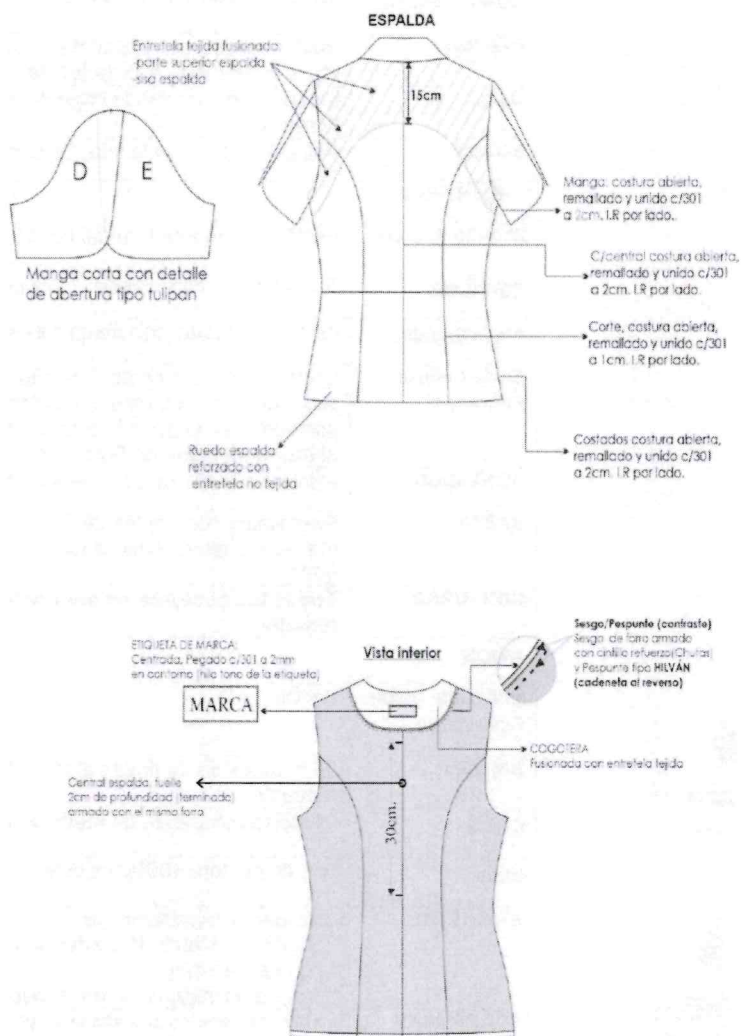 ESPALDA
Entretela tejida fusionada:
-parte superior espalda
-sisa espalda
15cm
D E
Manga corta con detalle
de abertura tipo tulipan
Manga: costura abierta,
remallado y unido c/301
a 2cm. I.R por lado.
C/central costura abierta,
remallado y unido c/301
a 2cm. I.R por lado.
Corte, costura abierta,
remallado y unido c/301
a 1cm. I.R por lado.
Costados costura abierta,
remallado y unido c/301
a 2cm. I.R por lado.
Ruedo espalda
reforzado con
entretela no tejida
Vista interior
ETIQUETA DE MARCA:
Centrada, Pegado c/301 a 2mm
en contorno (hilo tono de la etiqueta)
MARCA
Sesgo/Pespunte (contraste)
Sesgo de forro armado
con cintillo refuerzo(Chutas)
y Pespunte tipo HILVÁN
(cadeneta al reverso)
COGOTERA
Fusionada con entretela tejida
Central espalda, fuelle
2cm de profundidad (terminado)
armado con el mismo forro
30cm.